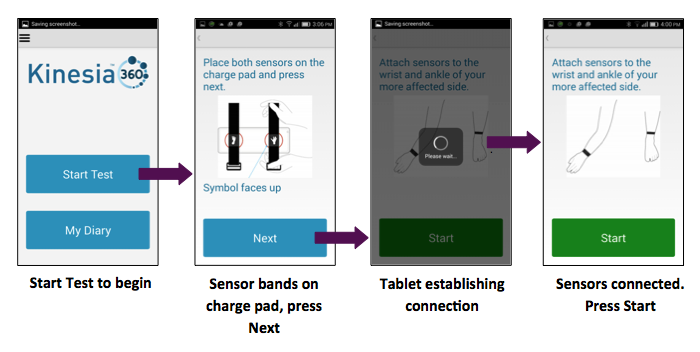 Saving screenshot...
Kinesia 360™
Start Test
My Diary
Start Test to begin
3:06 PM
Place both sensors on the
charge pad and press
next.
Symbol faces up
Next
Sensor bands on
charge pad, press
Next
Saving screenshot...
Attach sensors to the
wrist and ankle of your
more affected side.
Please wait...
Start
Tablet establishing
connection
4:00 PM
Attach sensors to the
wrist and ankle of your
more affected side.
Start
Sensors connected.
Press Start